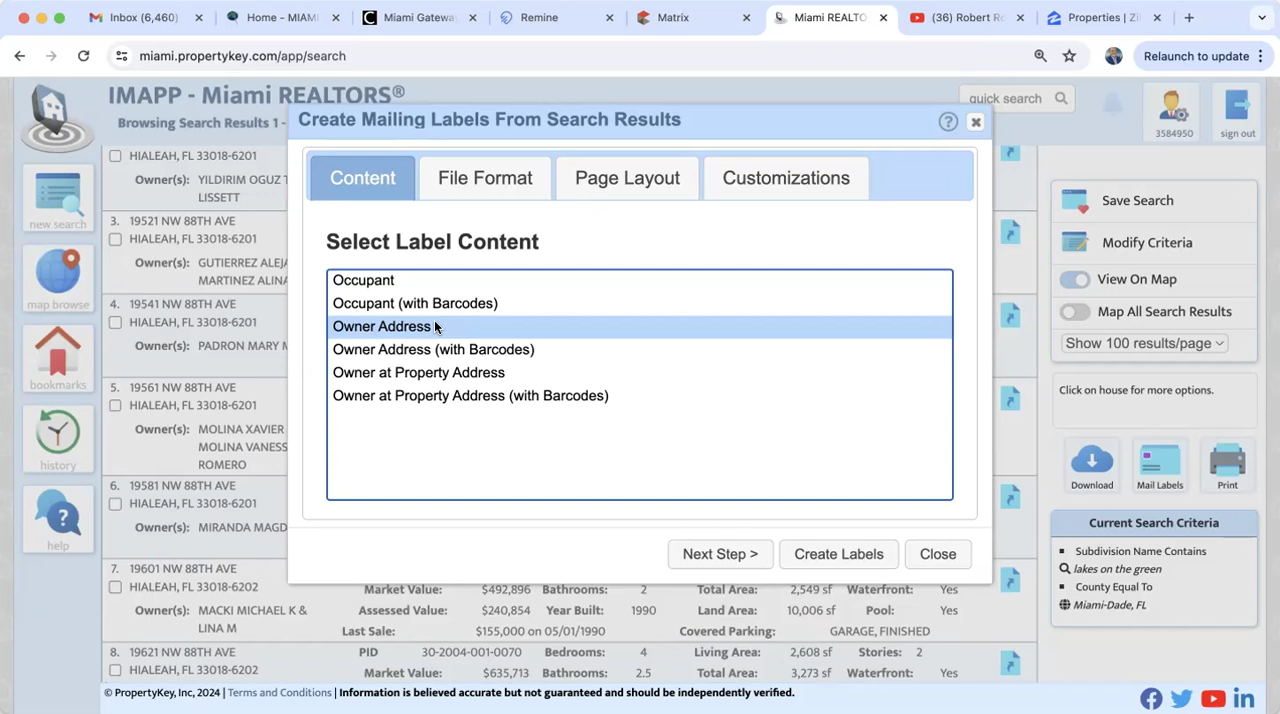 Inbox (6,460)
Home - MIAMI
Miami Gateway
Remine
Matrix
Miami REALTO
(36) Robert Re
Properties | Zil
miami.propertykey.com/app/search
Relaunch to update
IMAPP - Miami REALTORS®
Browsing Search Results 1 -
quick search
3584950
sign out
new search
map browse
bookmarks
history
help
HIALEAH, FL 33018-6201
Owner(s): YILDIRIM OGUZ T
LISSETT
3. 19521 NW 88TH AVE
HIALEAH, FL 33018-6201
Owner(s): GUTIERREZ ALEJA
MARTINEZ ALINA
4. 19541 NW 88TH AVE
HIALEAH, FL 33018-6201
Owner(s): PADRON MARY M
5. 19561 NW 88TH AVE
HIALEAH, FL 33018-6201
Owner(s): MOLINA XAVIER
MOLINA VANESS
ROMERO
6. 19581 NW 88TH AVE
HIALEAH, FL 33018-6201
Owner(s): MIRANDA MAGD
7. 19601 NW 88TH AVE
HIALEAH, FL 33018-6202
Owner(s): MACKI MICHAEL K &
LINA M
Market Value: $492,896 Bathrooms: 2 Total Area: 2,549 sf Waterfront: Yes
Assessed Value: $240,854 Year Built: 1990 Land Area: 10,006 sf Pool: Yes
Last Sale: $155,000 on 05/01/1990 Covered Parking: GARAGE, FINISHED
8. 19621 NW 88TH AVE PID 30-2004-001-0070 Bedrooms: 4 Living Area: 2,608 sf Stories: 2
HIALEAH, FL 33018-6202 Market Value: $635,713 Bathrooms: 2.5 Total Area: 3,273 sf Waterfront: Yes
Create Mailing Labels From Search Results
Content
File Format
Page Layout
Customizations
Select Label Content
Occupant
Occupant (with Barcodes)
Owner Address
Owner Address (with Barcodes)
Owner at Property Address
Owner at Property Address (with Barcodes)
Next Step >
Create Labels
Close
Save Search
Modify Criteria
View On Map
Map All Search Results
Show 100 results/page
Click on house for more options.
Download
Mail Labels
Print
Current Search Criteria
Subdivision Name Contains
lakes on the green
County Equal To
Miami-Dade, FL
© PropertyKey, Inc, 2024 | Terms and Conditions | Information is believed accurate but not guaranteed and should be independently verified.